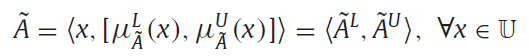 Ã = ⟨x, [μ^L_Ã(x), μ^U_Ã(x)]⟩ = ⟨Ã^L, Ã^U⟩, ∀x ∈ 𝕌